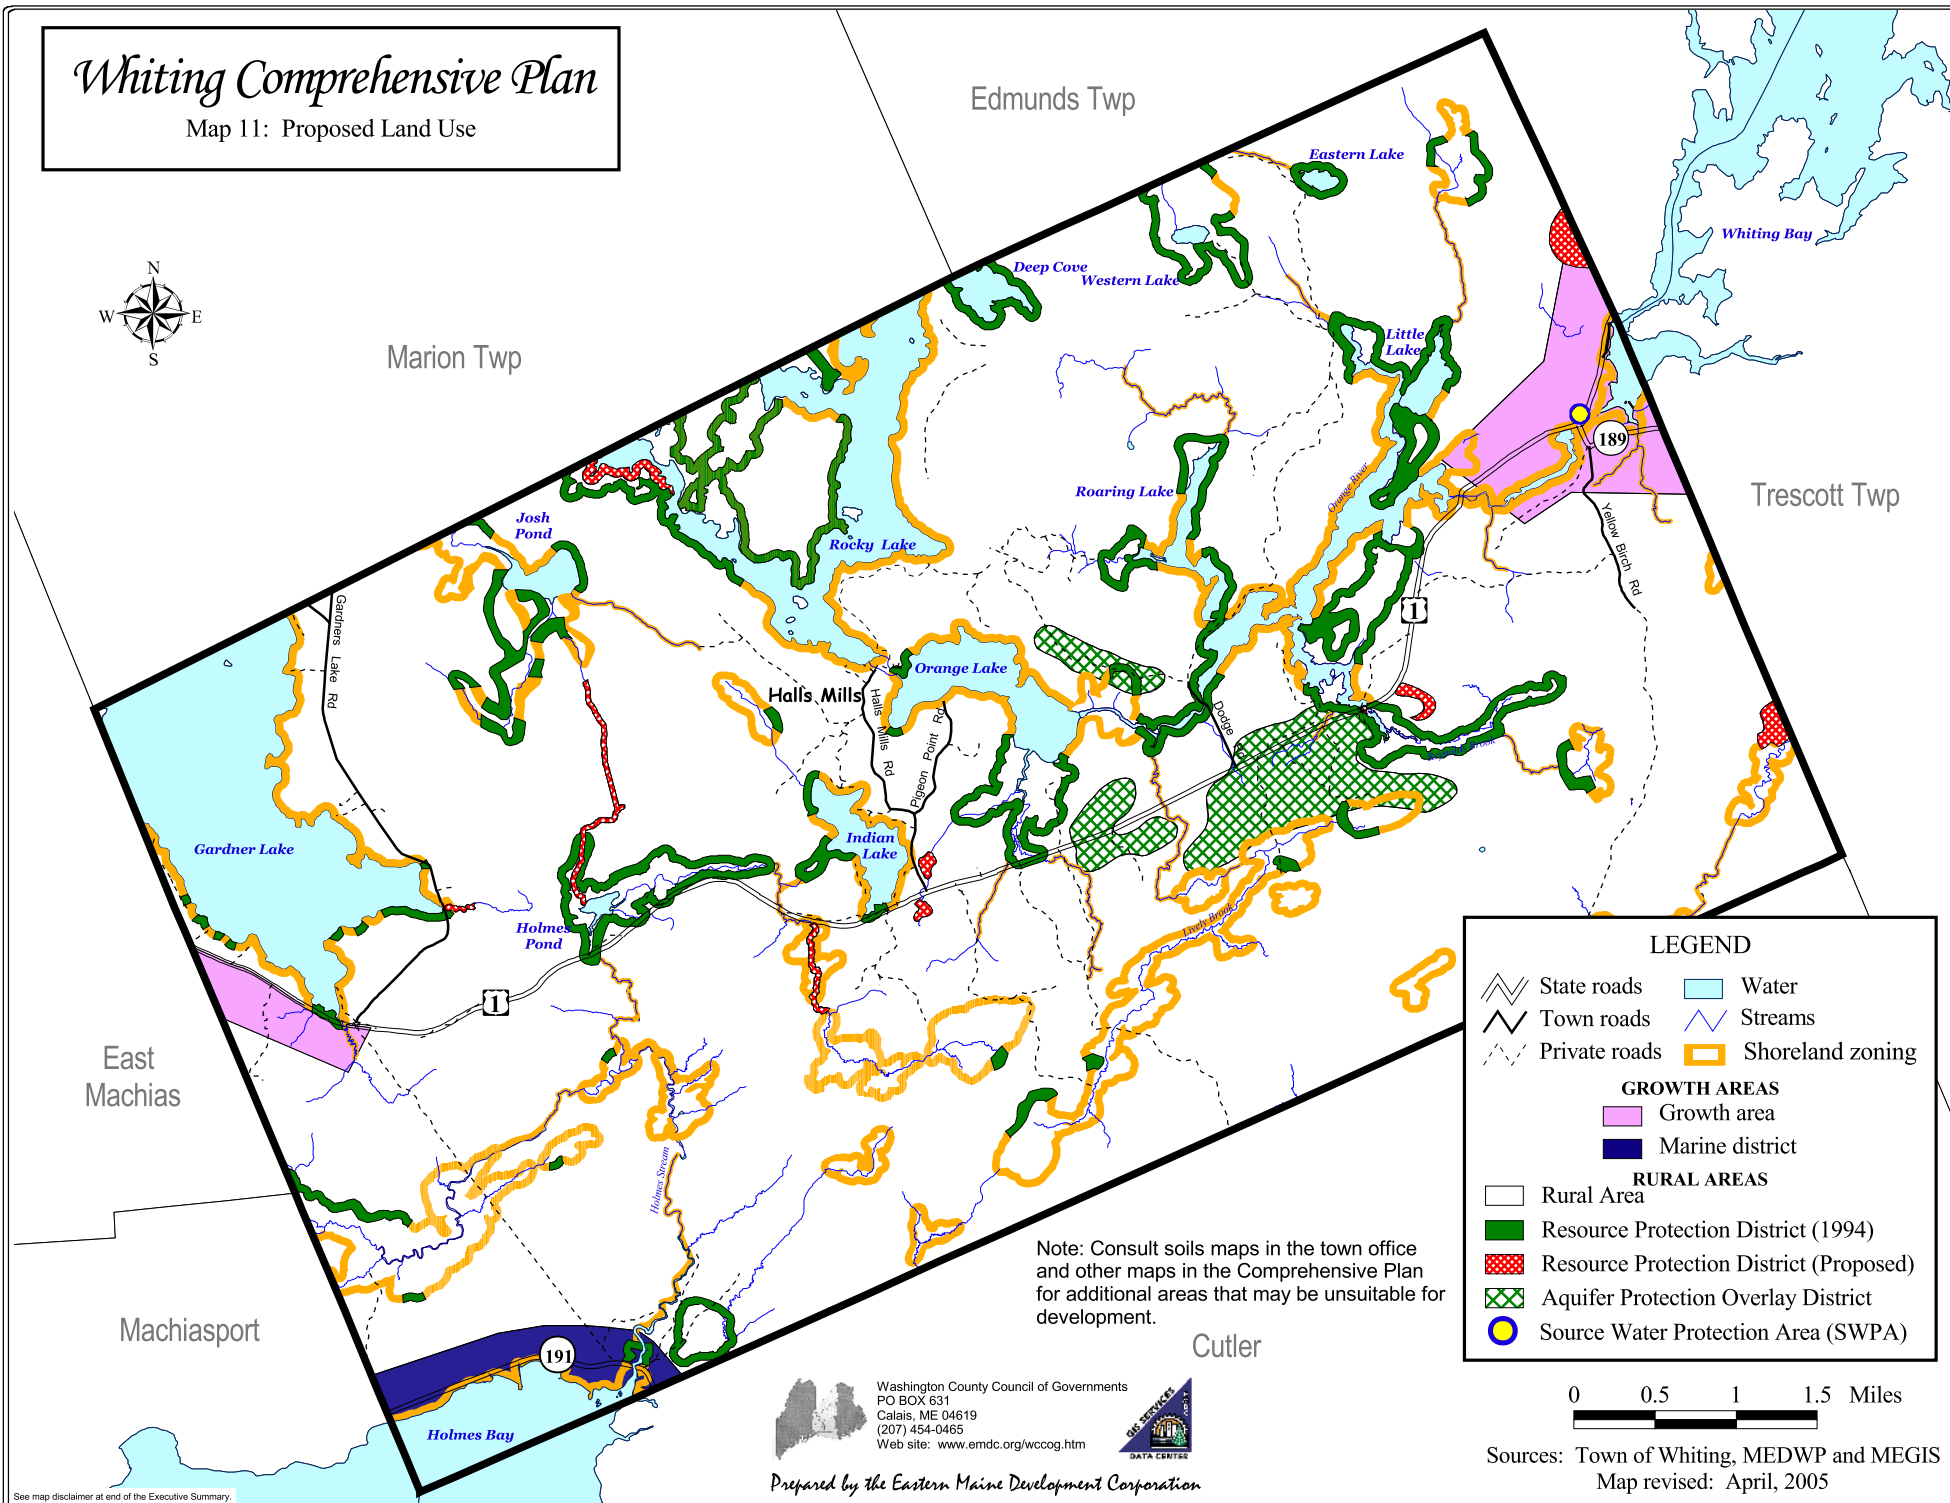 Whiting Comprehensive Plan
Map 11: Proposed Land Use
Edmunds Twp
Marion Twp
Trescott Twp
East
Machias
Machiasport
Cutler
N
W E
S
Eastern Lake
Whiting Bay
Deep Cove
Western Lake
Little
Lake
189
Orange River
Roaring Lake
Josh
Pond
Rocky Lake
Yellow Birch Rd
Gardners Lake Rd
1
Orange Lake
Halls Mills
Halls Mills Rd
Pigeon Point Rd
Dodge
Indian
Lake
Gardner Lake
Holmes
Pond
Lively Brook
1
Holmes Stream
191
Holmes Bay
LEGEND
State roads
Water
Town roads
Streams
Private roads
Shoreland zoning
GROWTH AREAS
Growth area
Marine district
RURAL AREAS
Rural Area
Resource Protection District (1994)
Resource Protection District (Proposed)
Aquifer Protection Overlay District
Source Water Protection Area (SWPA)
Note: Consult soils maps in the town office
and other maps in the Comprehensive Plan
for additional areas that may be unsuitable for
development.
Washington County Council of Governments
PO BOX 631
Calais, ME 04619
(207) 454-0465
Web site: www.emdc.org/wccog.htm
GIS SERVICES
DATA CENTER
Prepared by the Eastern Maine Development Corporation
0 0.5 1 1.5 Miles
Sources: Town of Whiting, MEDWP and MEGIS
Map revised: April, 2005
See map disclaimer at end of the Executive Summary.